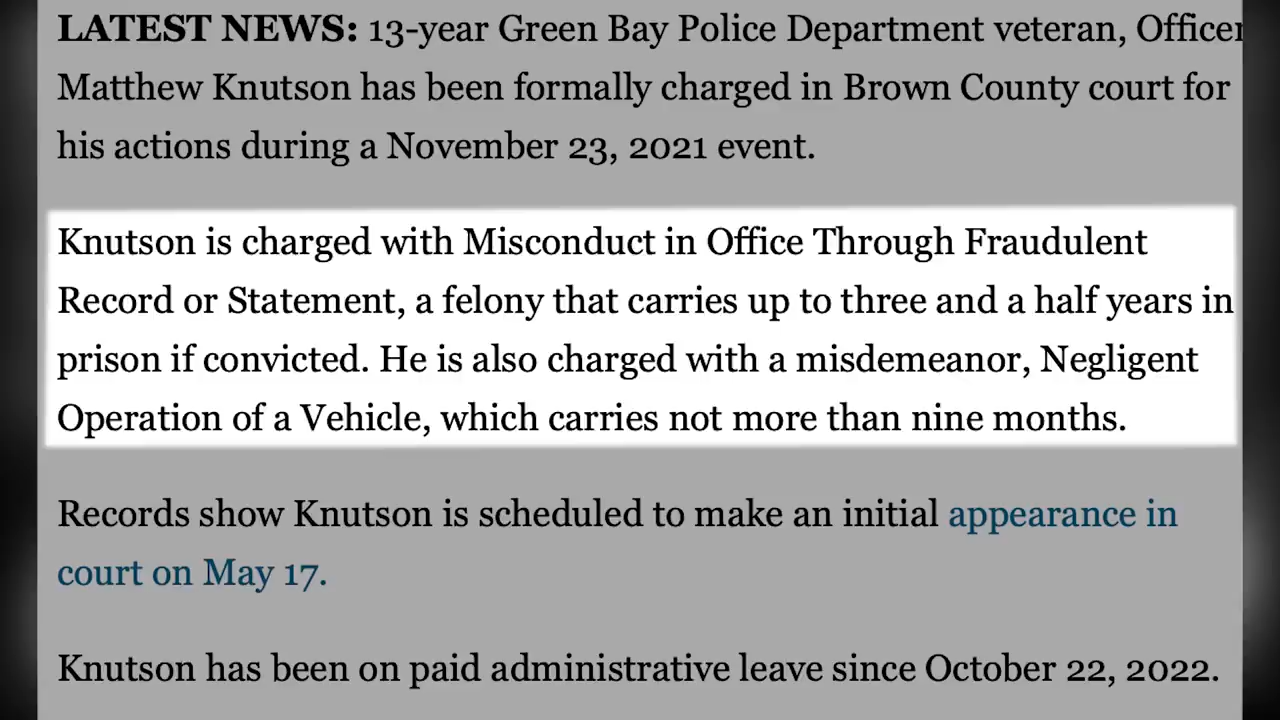 LATEST NEWS: 13-year Green Bay Police Department veteran, Officer
Matthew Knutson has been formally charged in Brown County court for
his actions during a November 23, 2021 event.
Knutson is charged with Misconduct in Office Through Fraudulent
Record or Statement, a felony that carries up to three and a half years in
prison if convicted. He is also charged with a misdemeanor, Negligent
Operation of a Vehicle, which carries not more than nine months.
Records show Knutson is scheduled to make an initial appearance in
court on May 17.
Knutson has been on paid administrative leave since October 22, 2022.